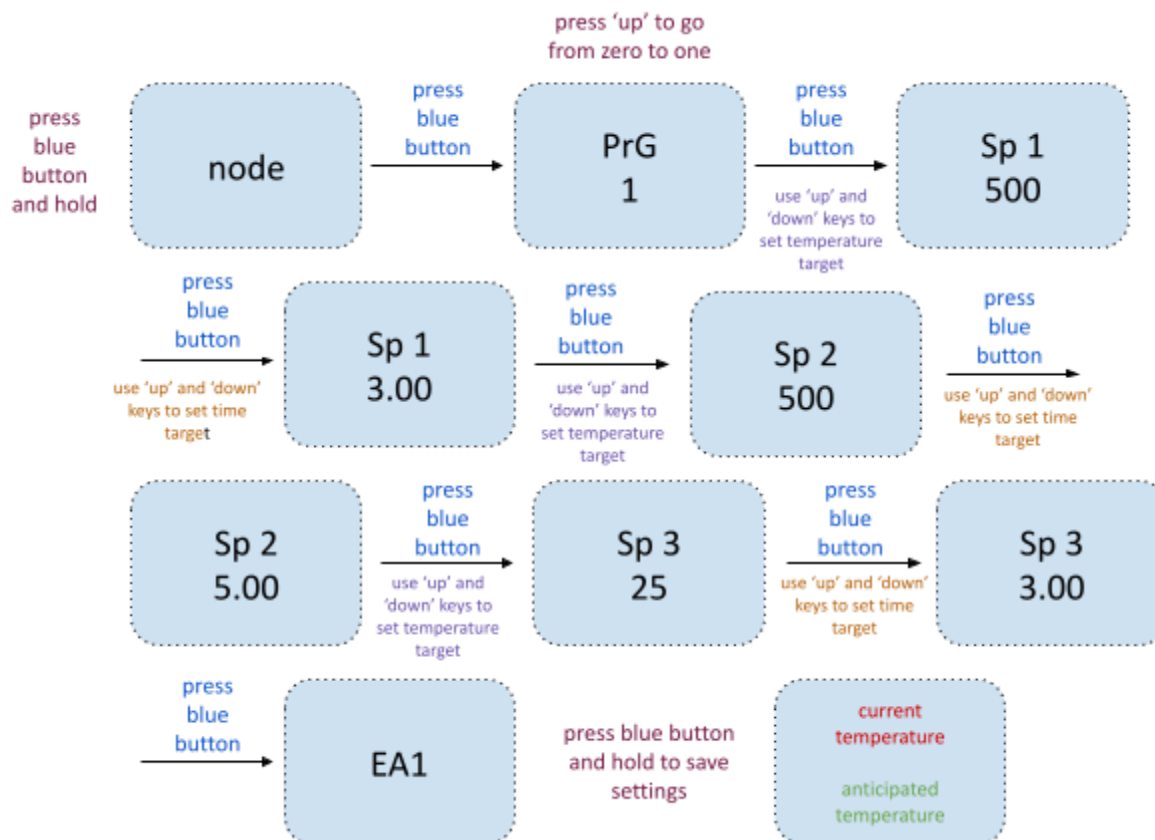 press 'up' to go
from zero to one
press
blue
button
and hold
node
press
blue
button
PrG
1
press
blue
button
use 'up' and
'down' keys to
set temperature
target
Sp 1
500
press
blue
button
use 'up' and 'down'
keys to set time
target
Sp 1
3.00
press
blue
button
use 'up' and
'down' keys to
set temperature
target
Sp 2
500
press
blue
button
use 'up' and 'down'
keys to set time
target
Sp 2
5.00
press
blue
button
use 'up' and
'down' keys to
set temperature
target
Sp 3
25
press
blue
button
use 'up' and 'down'
keys to set time
target
Sp 3
3.00
press
blue
button
EA1
press blue button
and hold to save
settings
current
temperature
anticipated
temperature